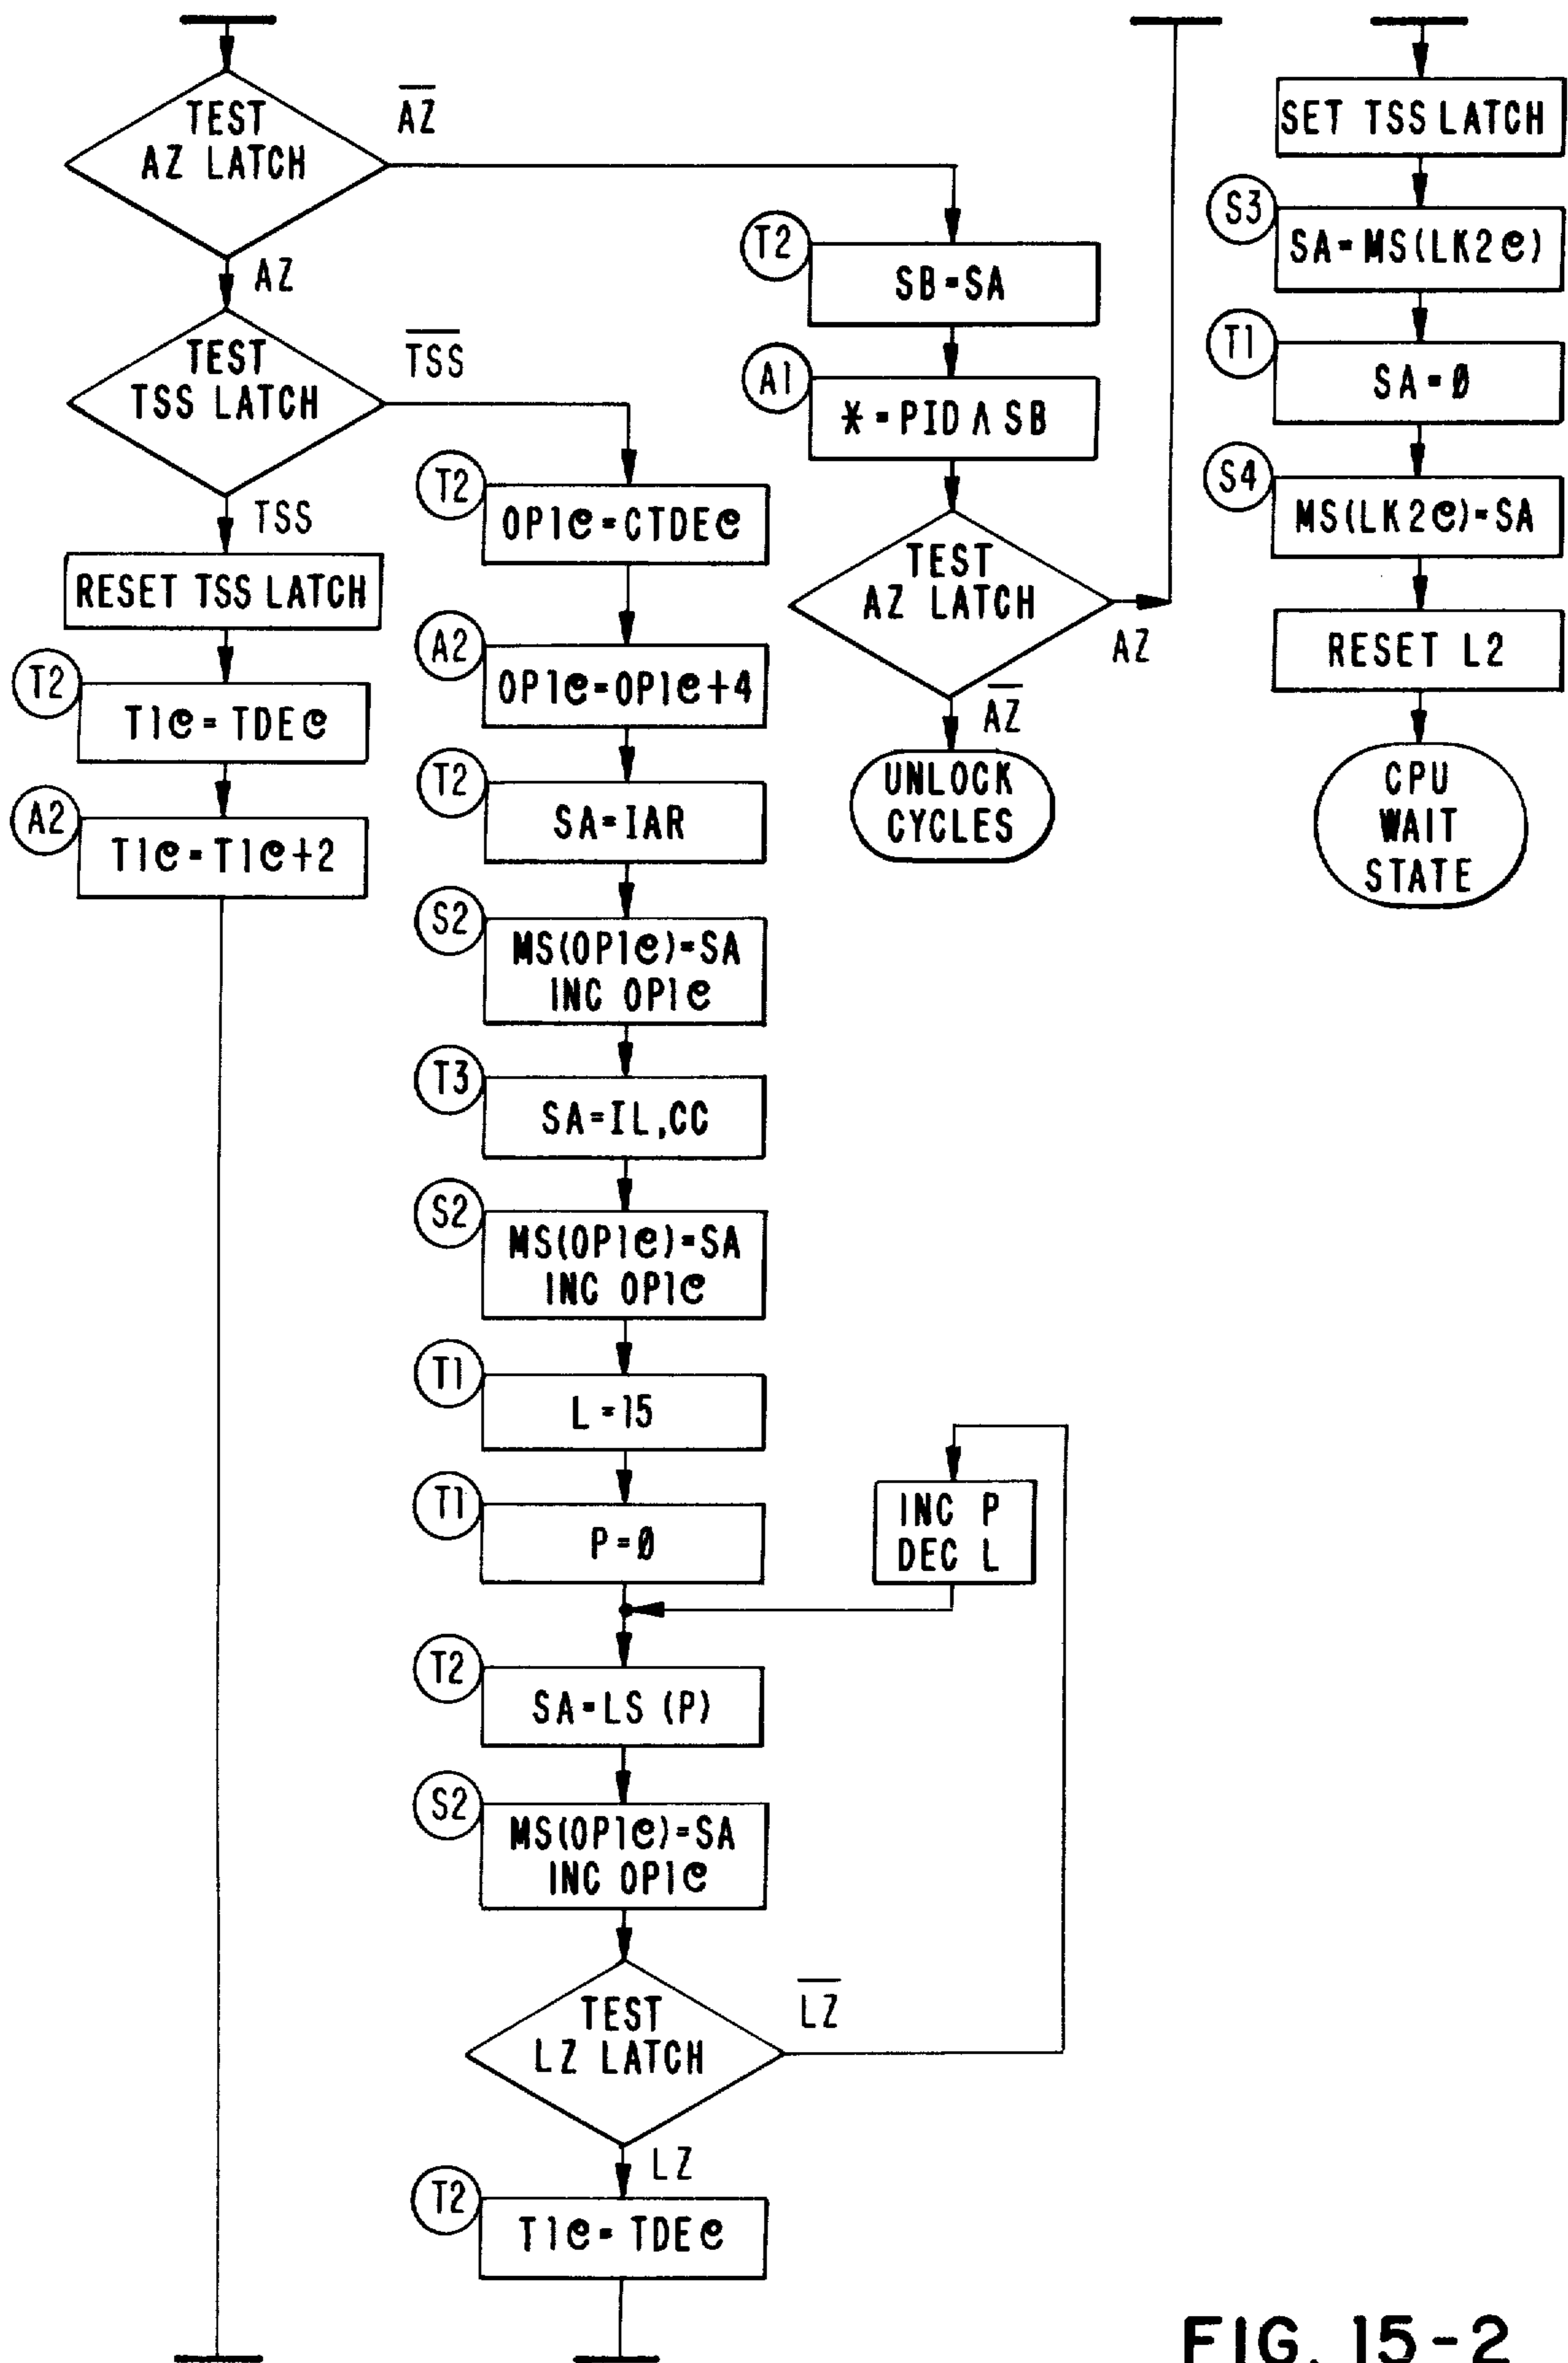 TEST
AZ LATCH
A̅Z̅
AZ
TEST
TSS LATCH
T̅S̅S̅
TSS
RESET TSS LATCH
T2
T1@ = TDE@
A2
T1@ = T1@+2
T2
OP1@ = CTDE@
A2
OP1@=OP1@+4
T2
SA=IAR
S2
MS(OP1@)=SA
INC OP1@
T3
SA=IL,CC
S2
MS(OP1@)=SA
INC OP1@
T1
L=15
T1
P=Ø
INC P
DEC L
T2
SA=LS (P)
S2
MS(OP1@)=SA
INC OP1@
TEST
LZ LATCH
L̅Z̅
LZ
T2
T1@= TDE@
T2
SB=SA
A1
*=PID∧SB
TEST
AZ LATCH
AZ
A̅Z̅
UNLOCK
CYCLES
SET TSS LATCH
S3
SA=MS(LK2@)
T1
SA=Ø
S4
MS(LK2@)=SA
RESET L2
CPU
WAIT
STATE
FIG. 15-2